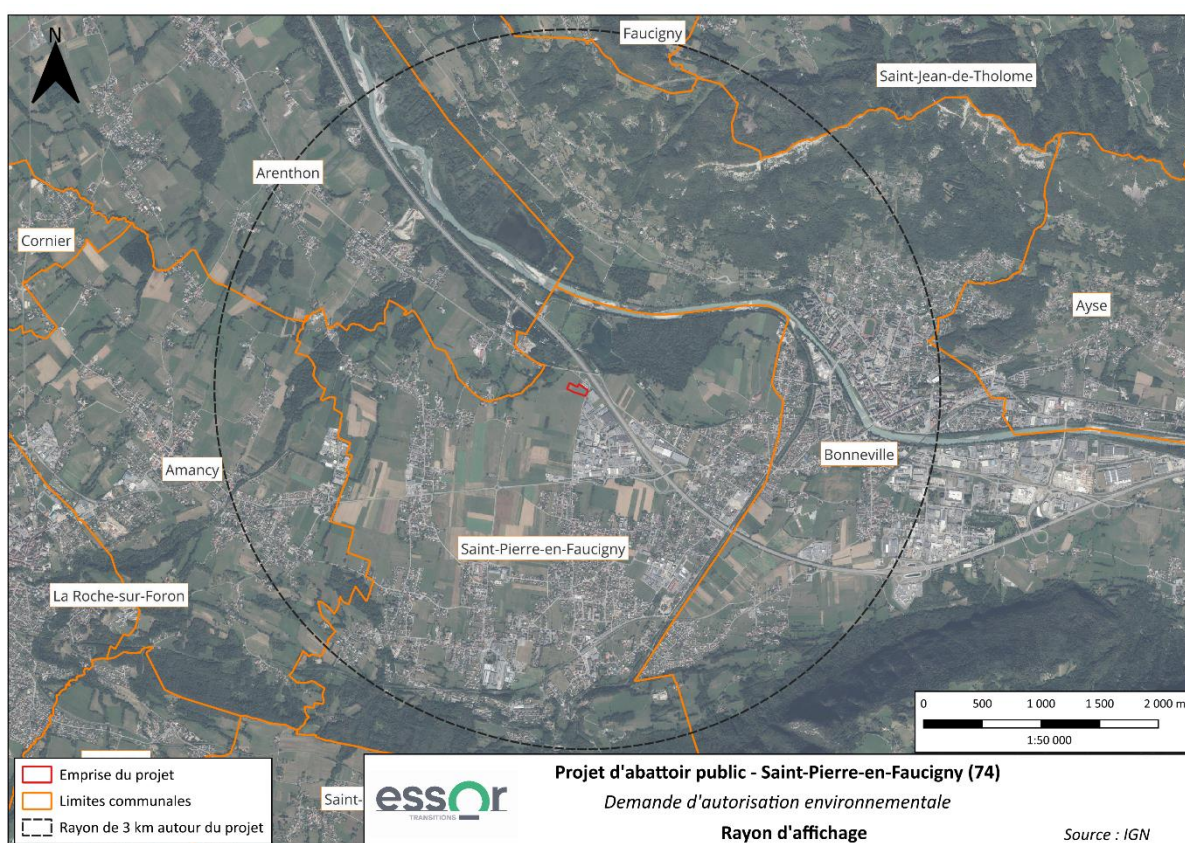 N
Faucigny
Saint-Jean-de-Tholome
Arenthon
Cornier
Ayse
Amancy
Bonneville
Saint-Pierre-en-Faucigny
La Roche-sur-Foron
0 500 1 000 1 500 2 000 m
1:50 000
Emprise du projet
Limites communales
Rayon de 3 km autour du projet
Saint-
essor
TRANSITIONS
Projet d'abattoir public - Saint-Pierre-en-Faucigny (74)
Demande d'autorisation environnementale
Rayon d'affichage
Source : IGN